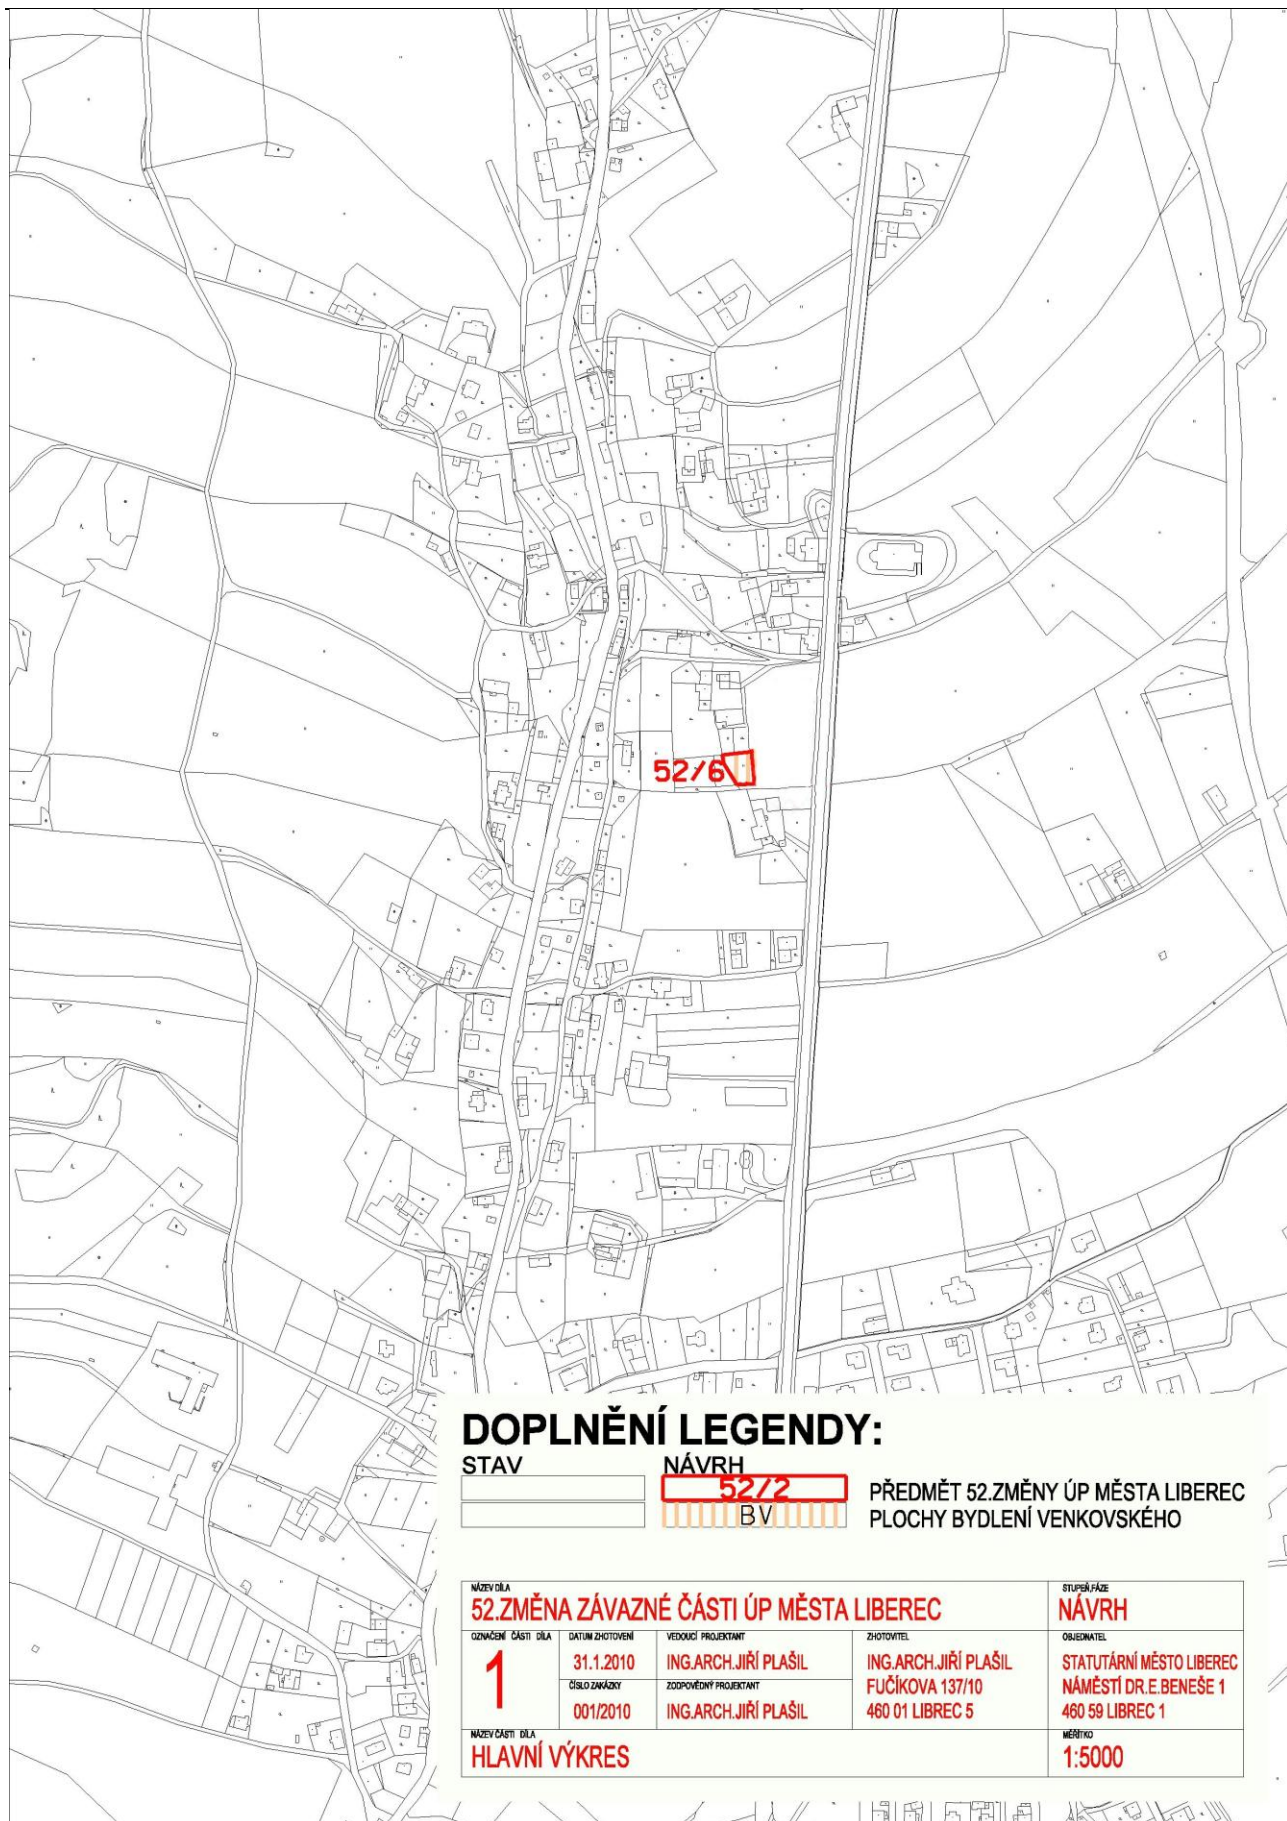 52/6
DOPLNĚNÍ LEGENDY:
STAV NÁVRH
52/2 PŘEDMĚT 52.ZMĚNY ÚP MĚSTA LIBEREC
BV PLOCHY BYDLENÍ VENKOVSKÉHO
NÁZEV DÍLA
52.ZMĚNA ZÁVAZNÉ ČÁSTI ÚP MĚSTA LIBEREC
STUPEŇ,FÁZE
NÁVRH
OZNAČENÍ ČÁSTI DÍLA
1
DATUM ZHOTOVENÍ
31.1.2010
ČÍSLO ZAKÁZKY
001/2010
VEDOUCÍ PROJEKTANT
ING.ARCH.JIŘÍ PLAŠIL
ZODPOVĚDNÝ PROJEKTANT
ING.ARCH.JIŘÍ PLAŠIL
ZHOTOVITEL
ING.ARCH.JIŘÍ PLAŠIL
FUČÍKOVA 137/10
460 01 LIBREC 5
OBJEDNATEL
STATUTÁRNÍ MĚSTO LIBEREC
NÁMĚSTÍ DR.E.BENEŠE 1
460 59 LIBREC 1
NÁZEV ČÁSTI DÍLA
HLAVNÍ VÝKRES
MĚŘÍTKO
1:5000